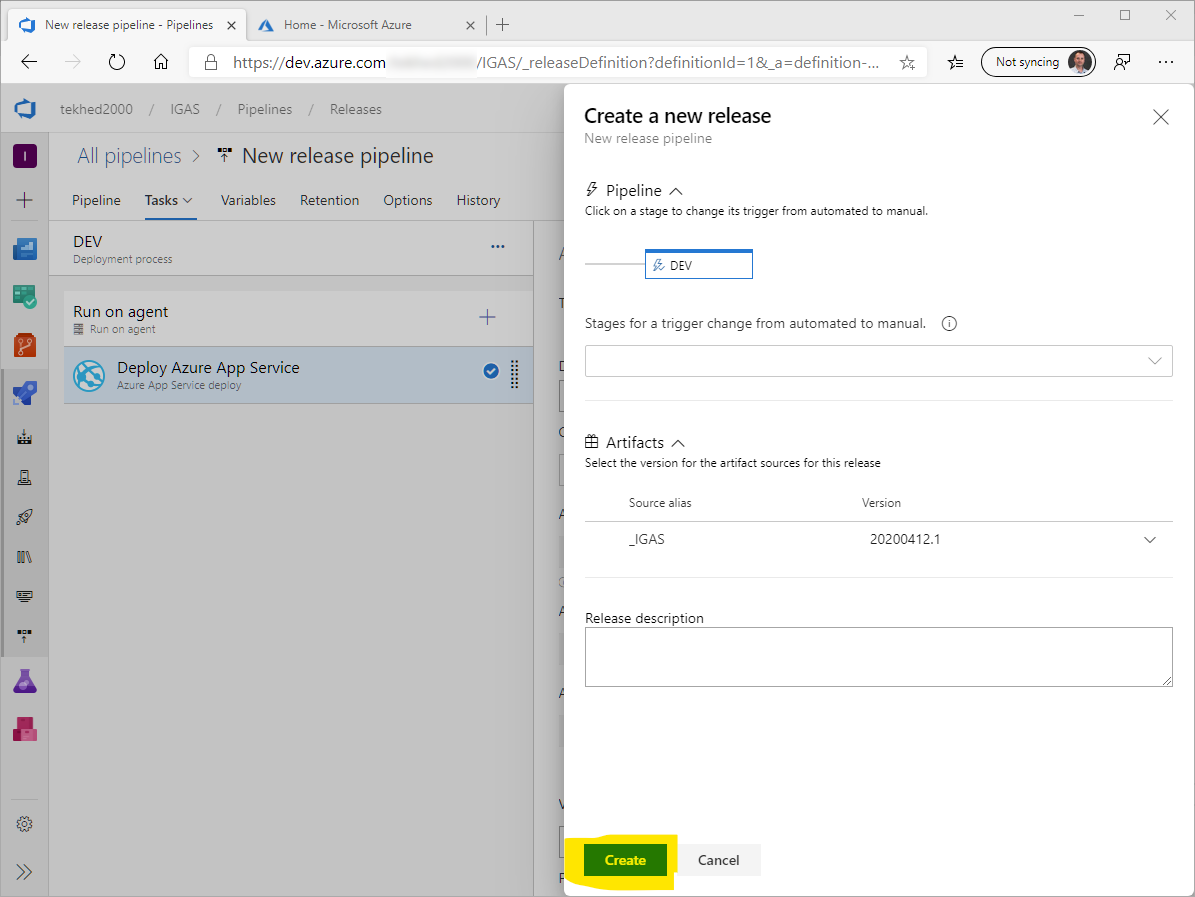 New release pipeline - Pipelines
Home - Microsoft Azure
https://dev.azure.com /IGAS/_releaseDefinition?definitionId=1&_a=definition-...
Not syncing
tekhed2000 / IGAS / Pipelines / Releases
I
All pipelines > New release pipeline
Pipeline Tasks Variables Retention Options History
DEV
Deployment process
Run on agent
Run on agent
Deploy Azure App Service
Azure App Service deploy
Create a new release
New release pipeline
Pipeline
Click on a stage to change its trigger from automated to manual.
DEV
Stages for a trigger change from automated to manual.
Artifacts
Select the version for the artifact sources for this release
Source alias Version
_IGAS 20200412.1
Release description
Create Cancel